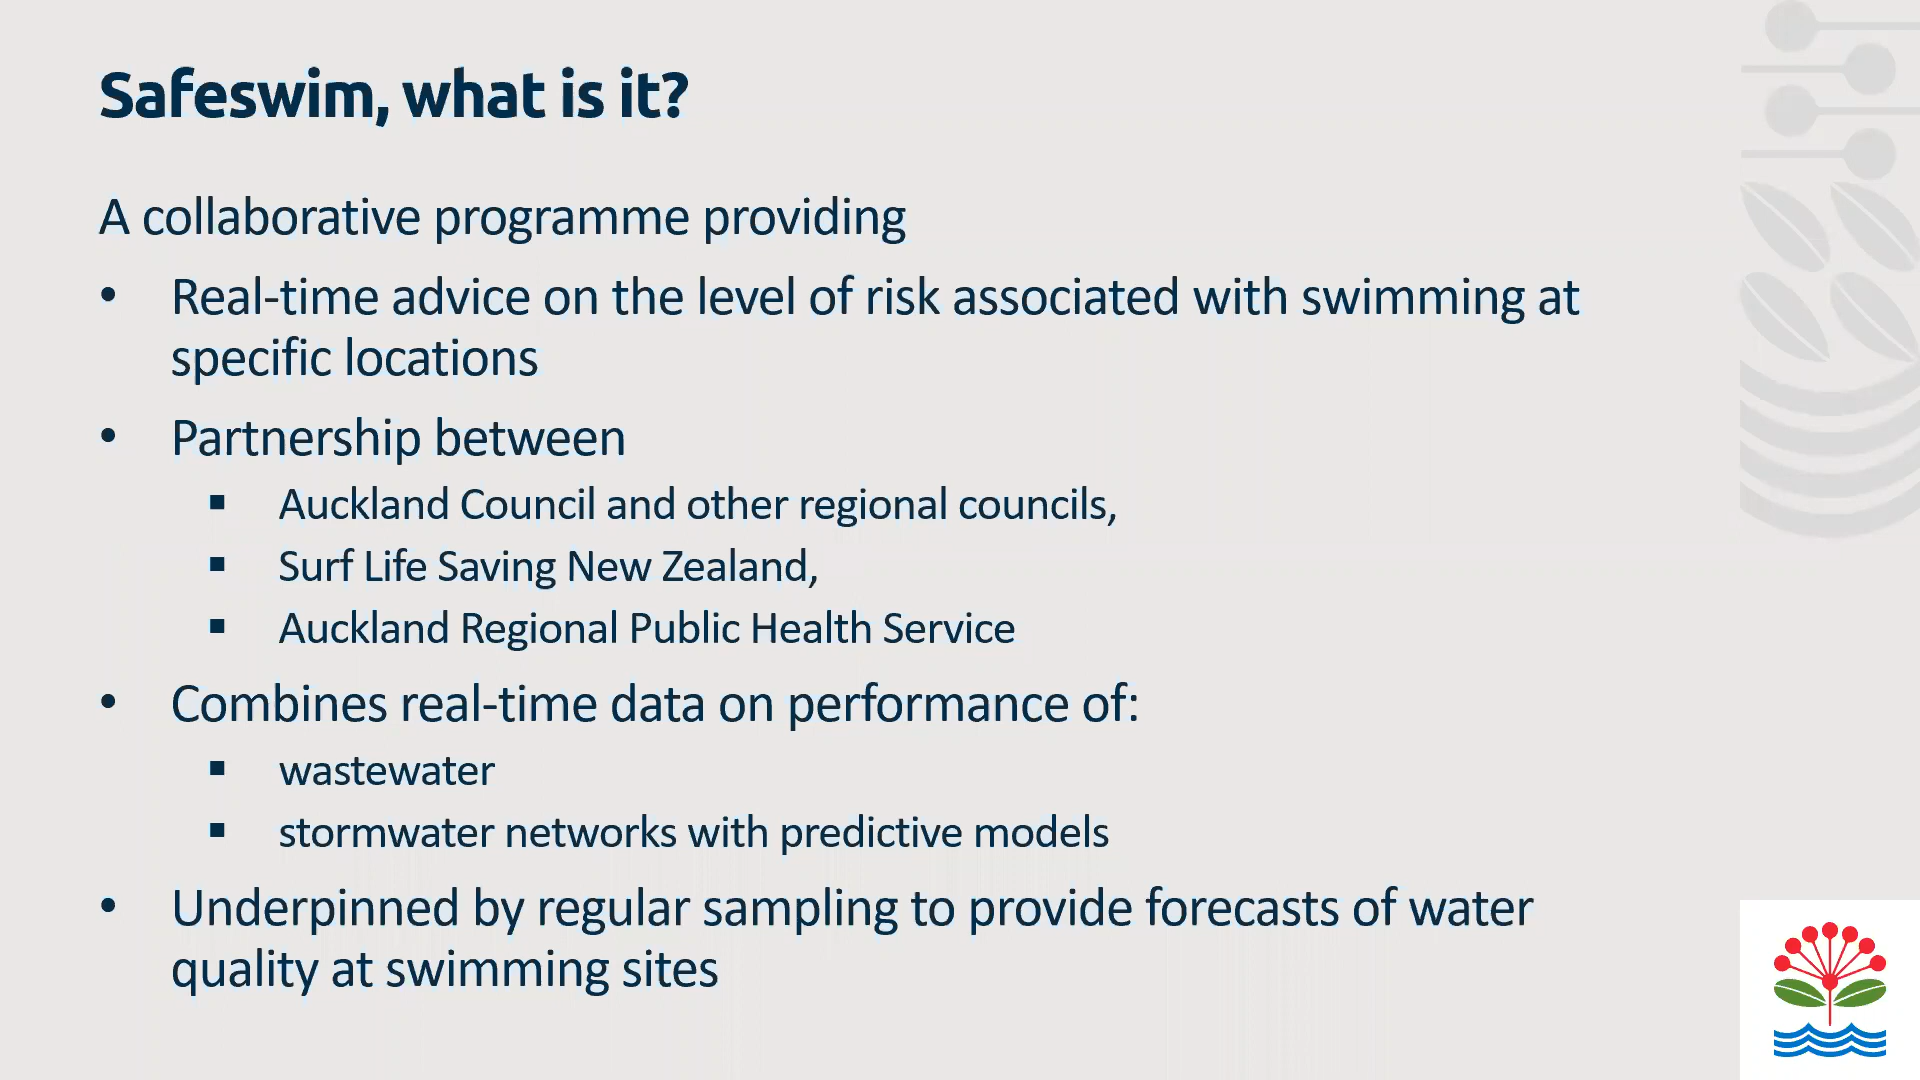 Safeswim, what is it?
A collaborative programme providing
• Real-time advice on the level of risk associated with swimming at
specific locations
• Partnership between
▪ Auckland Council and other regional councils,
▪ Surf Life Saving New Zealand,
▪ Auckland Regional Public Health Service
• Combines real-time data on performance of:
▪ wastewater
▪ stormwater networks with predictive models
• Underpinned by regular sampling to provide forecasts of water
quality at swimming sites